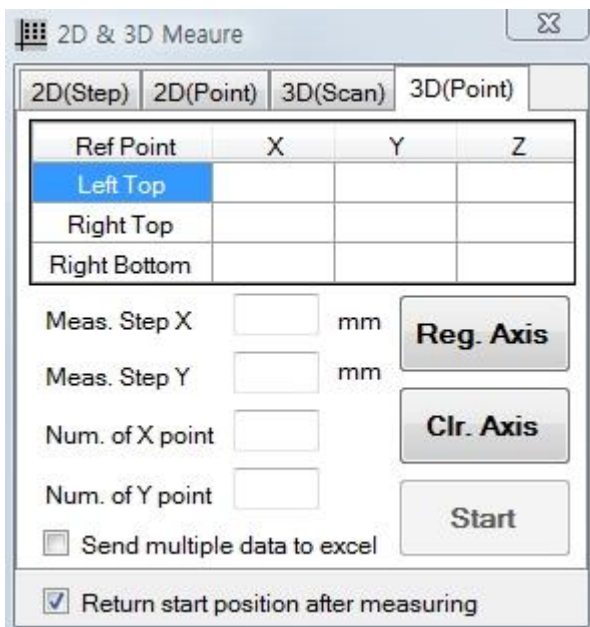 2D & 3D Meaure
2D(Step) 2D(Point) 3D(Scan) 3D(Point)
Ref Point X Y Z
Left Top
Right Top
Right Bottom
Meas. Step X mm
Reg. Axis
Meas. Step Y mm
Num. of X point
Clr. Axis
Num. of Y point
Start
Send multiple data to excel
Return start position after measuring